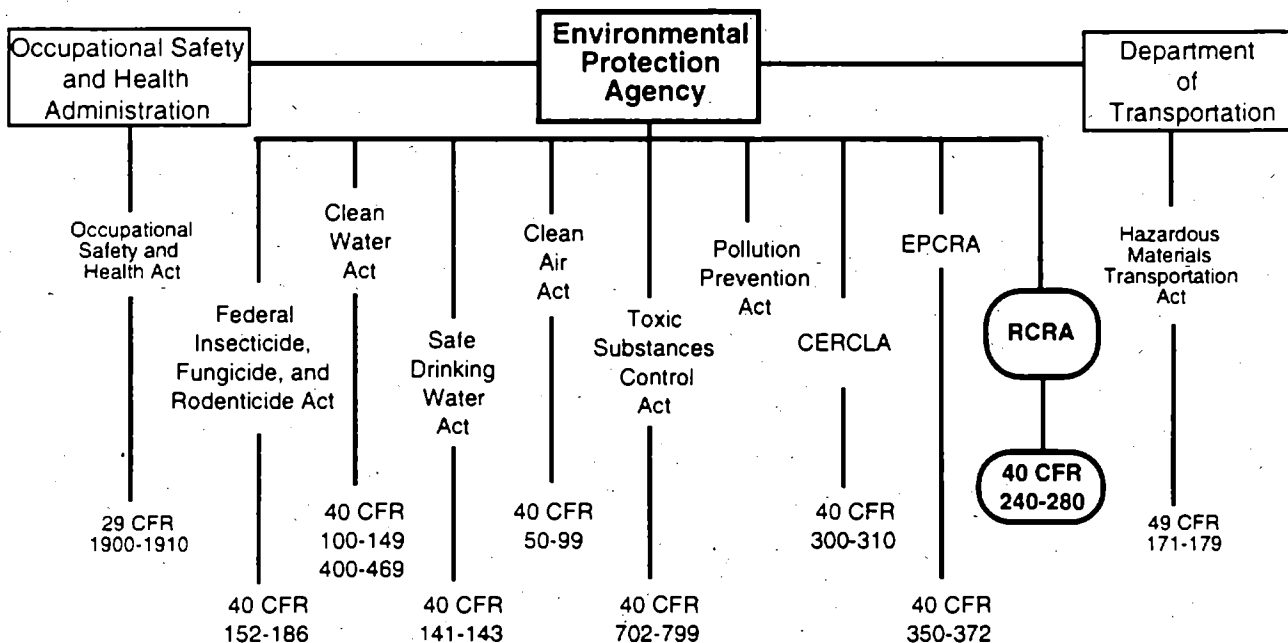 Occupational Safety
and Health
Administration
Environmental
Protection
Agency
Department
of
Transportation
Occupational
Safety and
Health Act
29 CFR
1900-1910
Federal
Insecticide,
Fungicide, and
Rodenticide Act
40 CFR
152-186
Clean
Water
Act
40 CFR
100-149
400-469
Safe
Drinking
Water
Act
40 CFR
141-143
Clean
Air
Act
40 CFR
50-99
Toxic
Substances
Control
Act
40 CFR
702-799
Pollution
Prevention
Act
CERCLA
40 CFR
300-310
EPCRA
40 CFR
350-372
RCRA
40 CFR
240-280
Hazardous
Materials
Transportation
Act
49 CFR
171-179